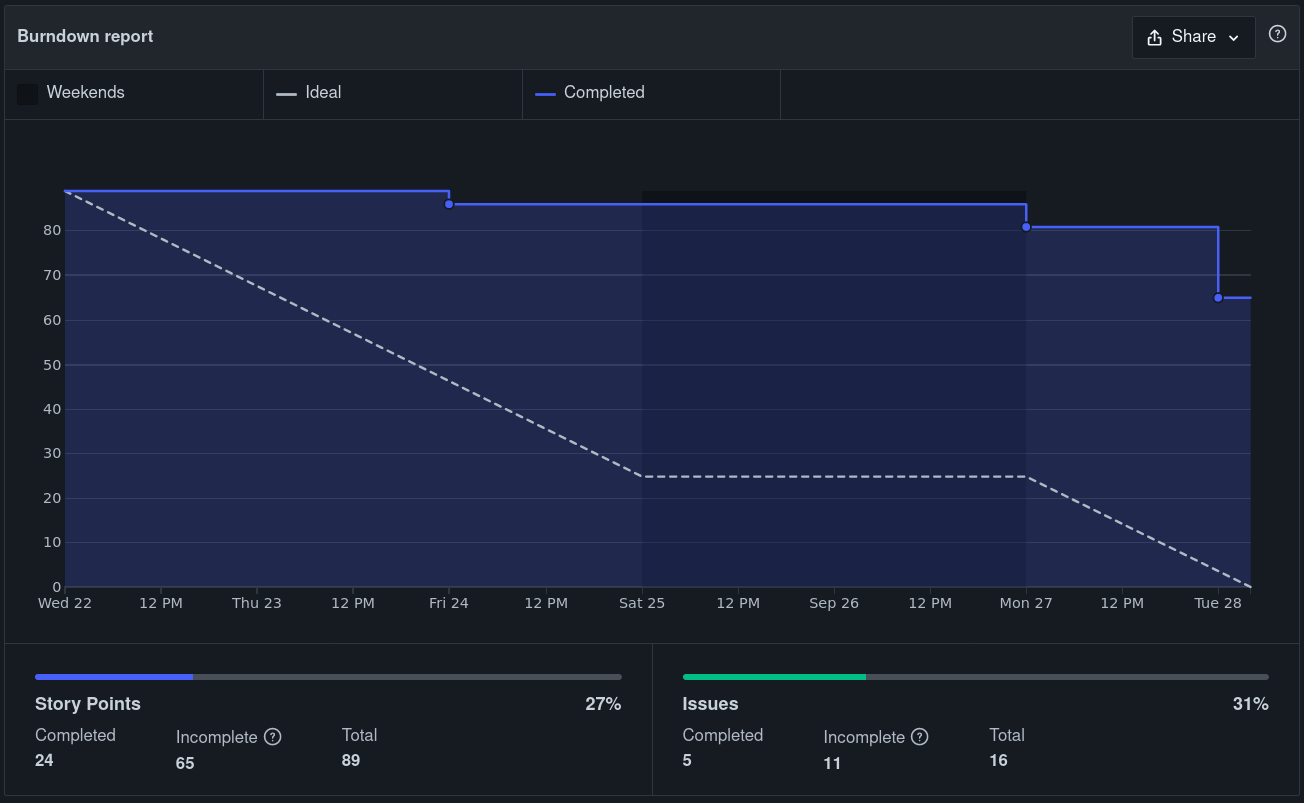 Burndown report
Share
Weekends
Ideal
Completed
80
70
60
50
40
30
20
10
0
Wed 22 12 PM Thu 23 12 PM Fri 24 12 PM Sat 25 12 PM Sep 26 12 PM Mon 27 12 PM Tue 28
Story Points 27%
Completed Incomplete ? Total
24 65 89
Issues 31%
Completed Incomplete ? Total
5 11 16